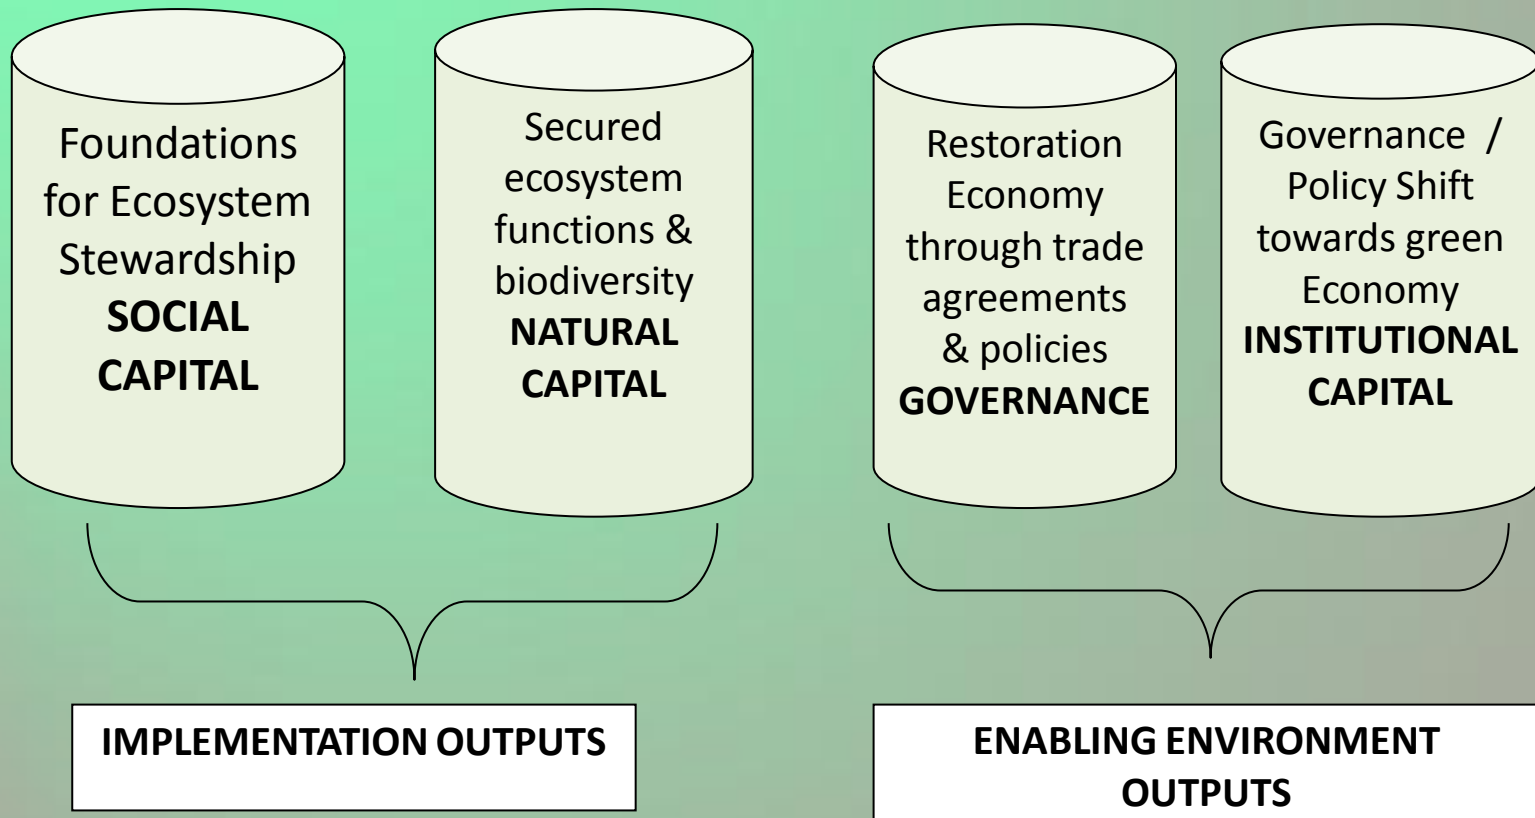 Foundations
for Ecosystem
Stewardship
SOCIAL
CAPITAL
Secured
ecosystem
functions &
biodiversity
NATURAL
CAPITAL
Restoration
Economy
through trade
agreements
& policies
GOVERNANCE
Governance /
Policy Shift
towards green
Economy
INSTITUTIONAL
CAPITAL
IMPLEMENTATION OUTPUTS
ENABLING ENVIRONMENT
OUTPUTS